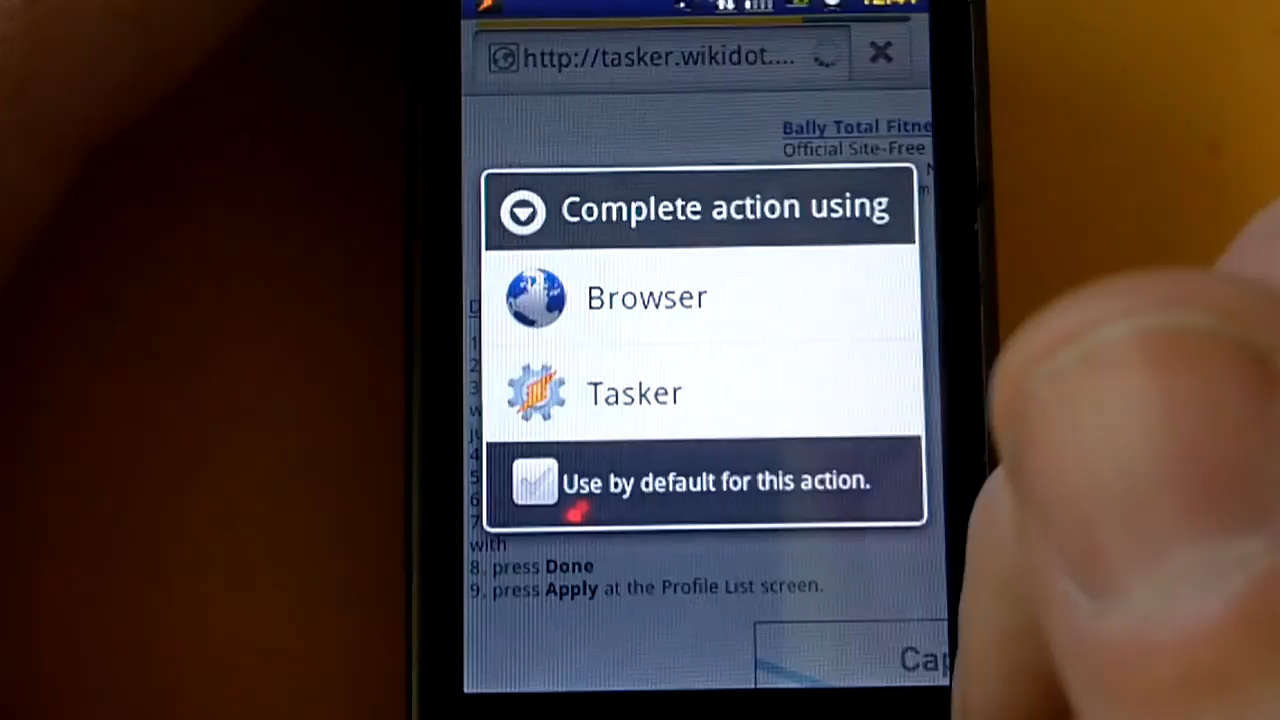 http://tasker.wikidot....
Bally Total Fitne
Official Site-Free
Complete action using
Browser
Tasker
Use by default for this action.
with
8. press Done
9. press Apply at the Profile List screen.
Cap